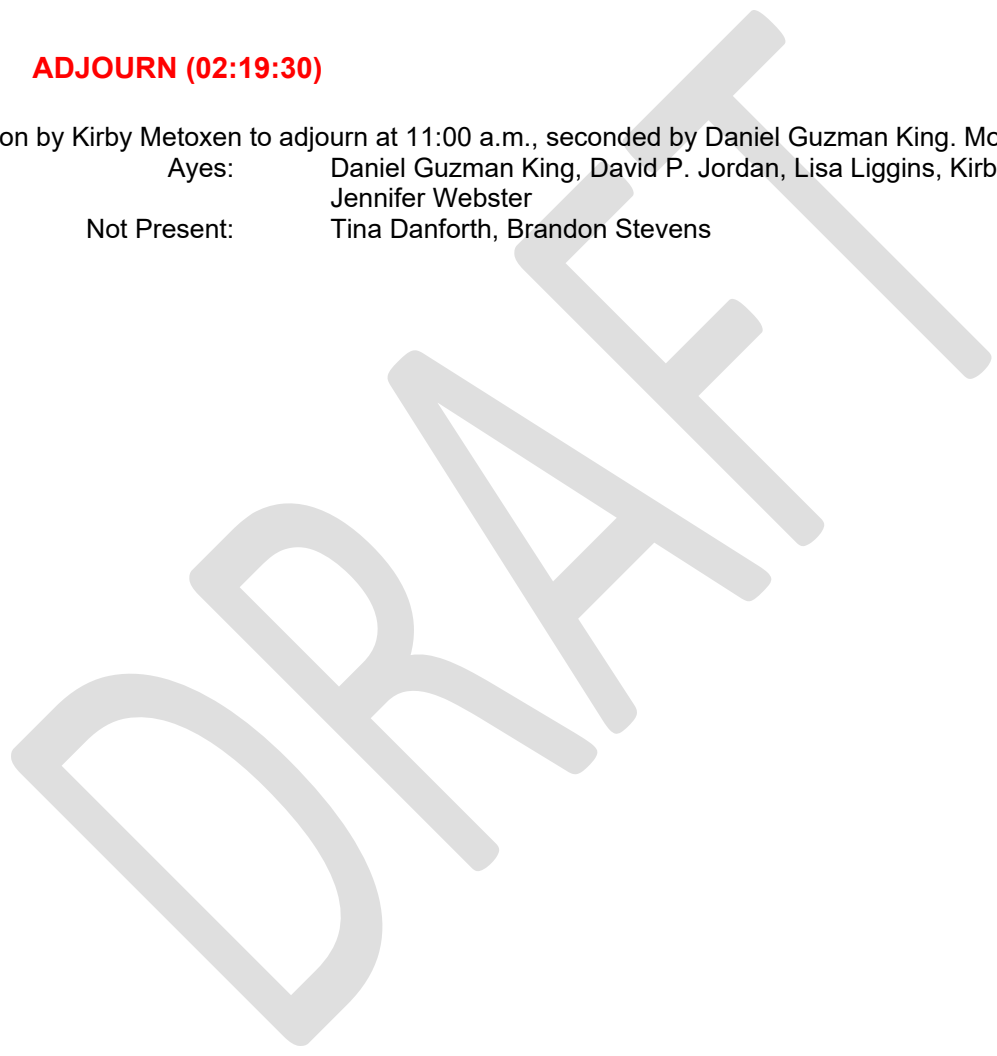 ADJOURN (02:19:30)
on by Kirby Metoxen to adjourn at 11:00 a.m., seconded by Daniel Guzman King. Mo
Ayes: Daniel Guzman King, David P. Jordan, Lisa Liggins, Kirb
Jennifer Webster
Not Present: Tina Danforth, Brandon Stevens
DRAFT